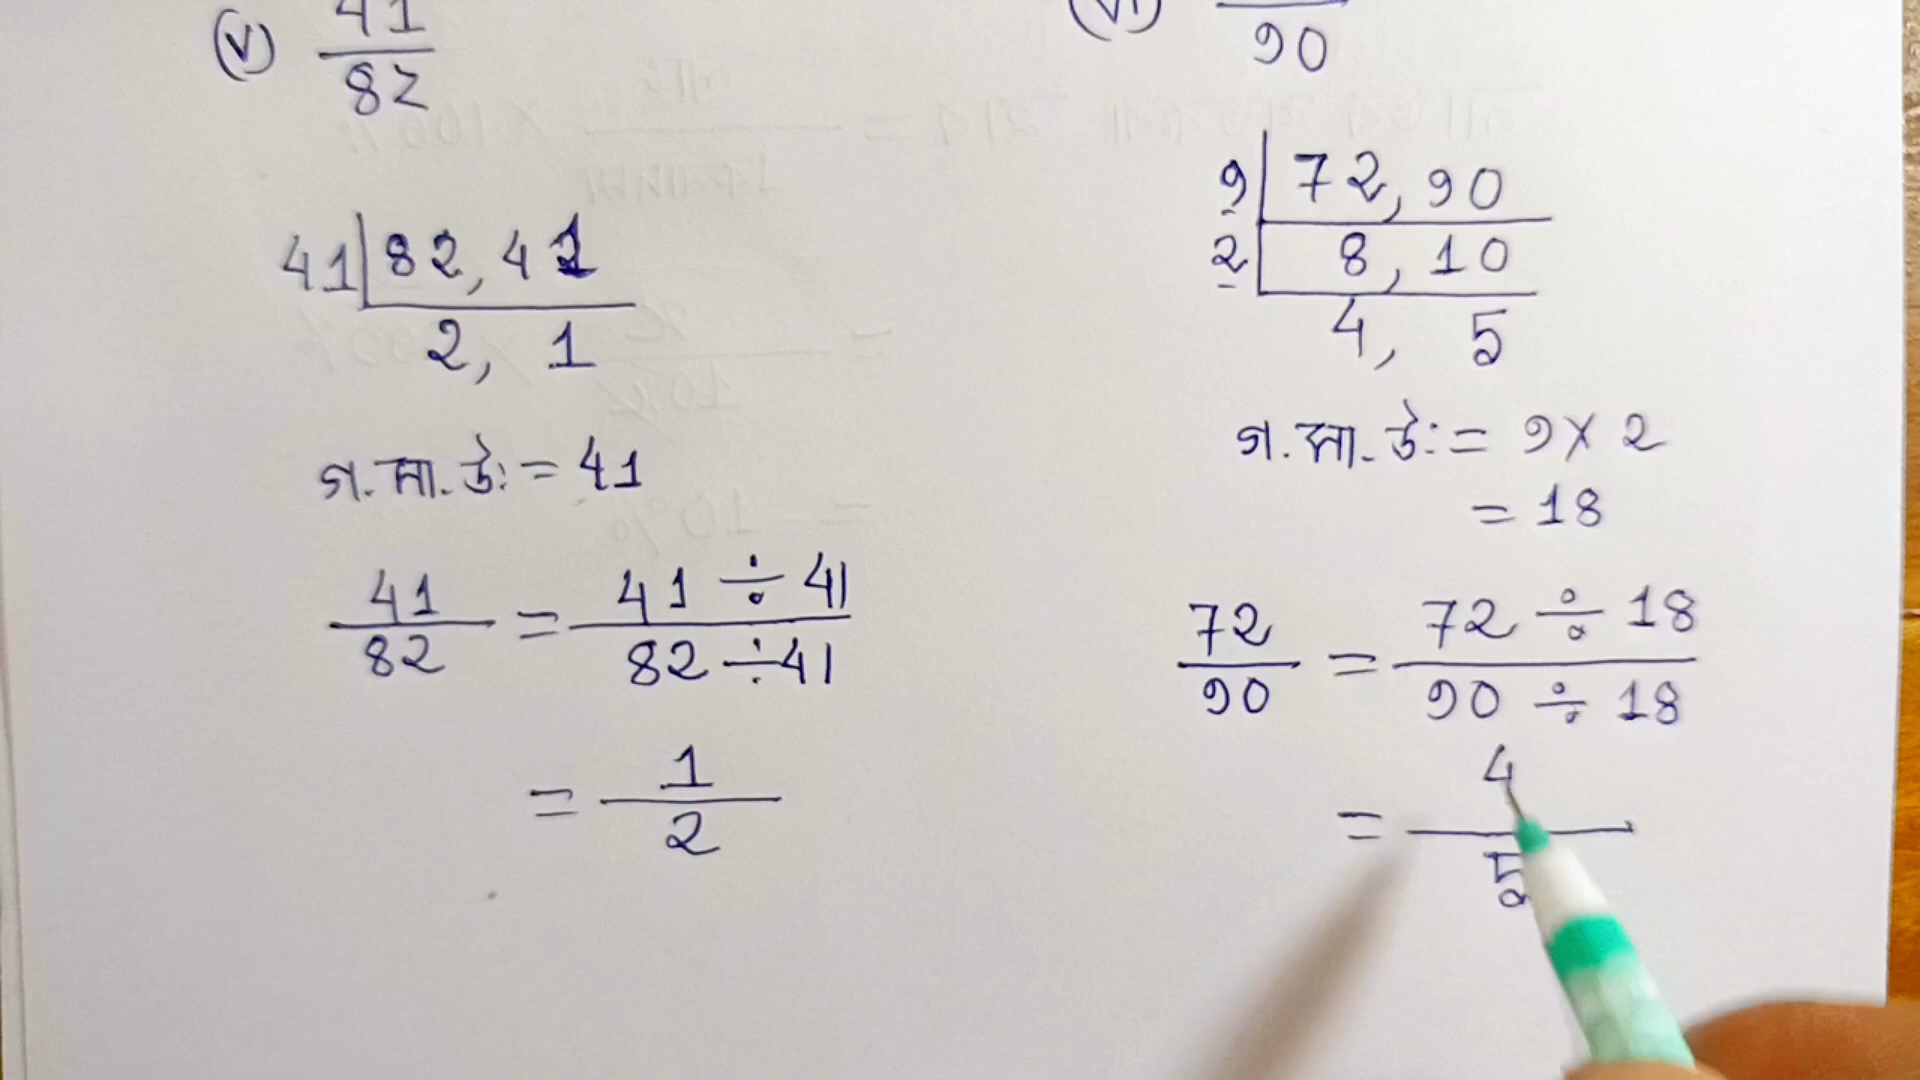 (v) 41/82
41 | 82, 41
2, 1
গ.সা.উ: = 41
41/82 = 41 ÷ 41 / 82 ÷ 41
= 1/2
(vi) /90
9 | 72, 90
2 | 8, 10
4, 5
গ.সা.উ: = 9 × 2
= 18
72/90 = 72 ÷ 18 / 90 ÷ 18
= 4/5